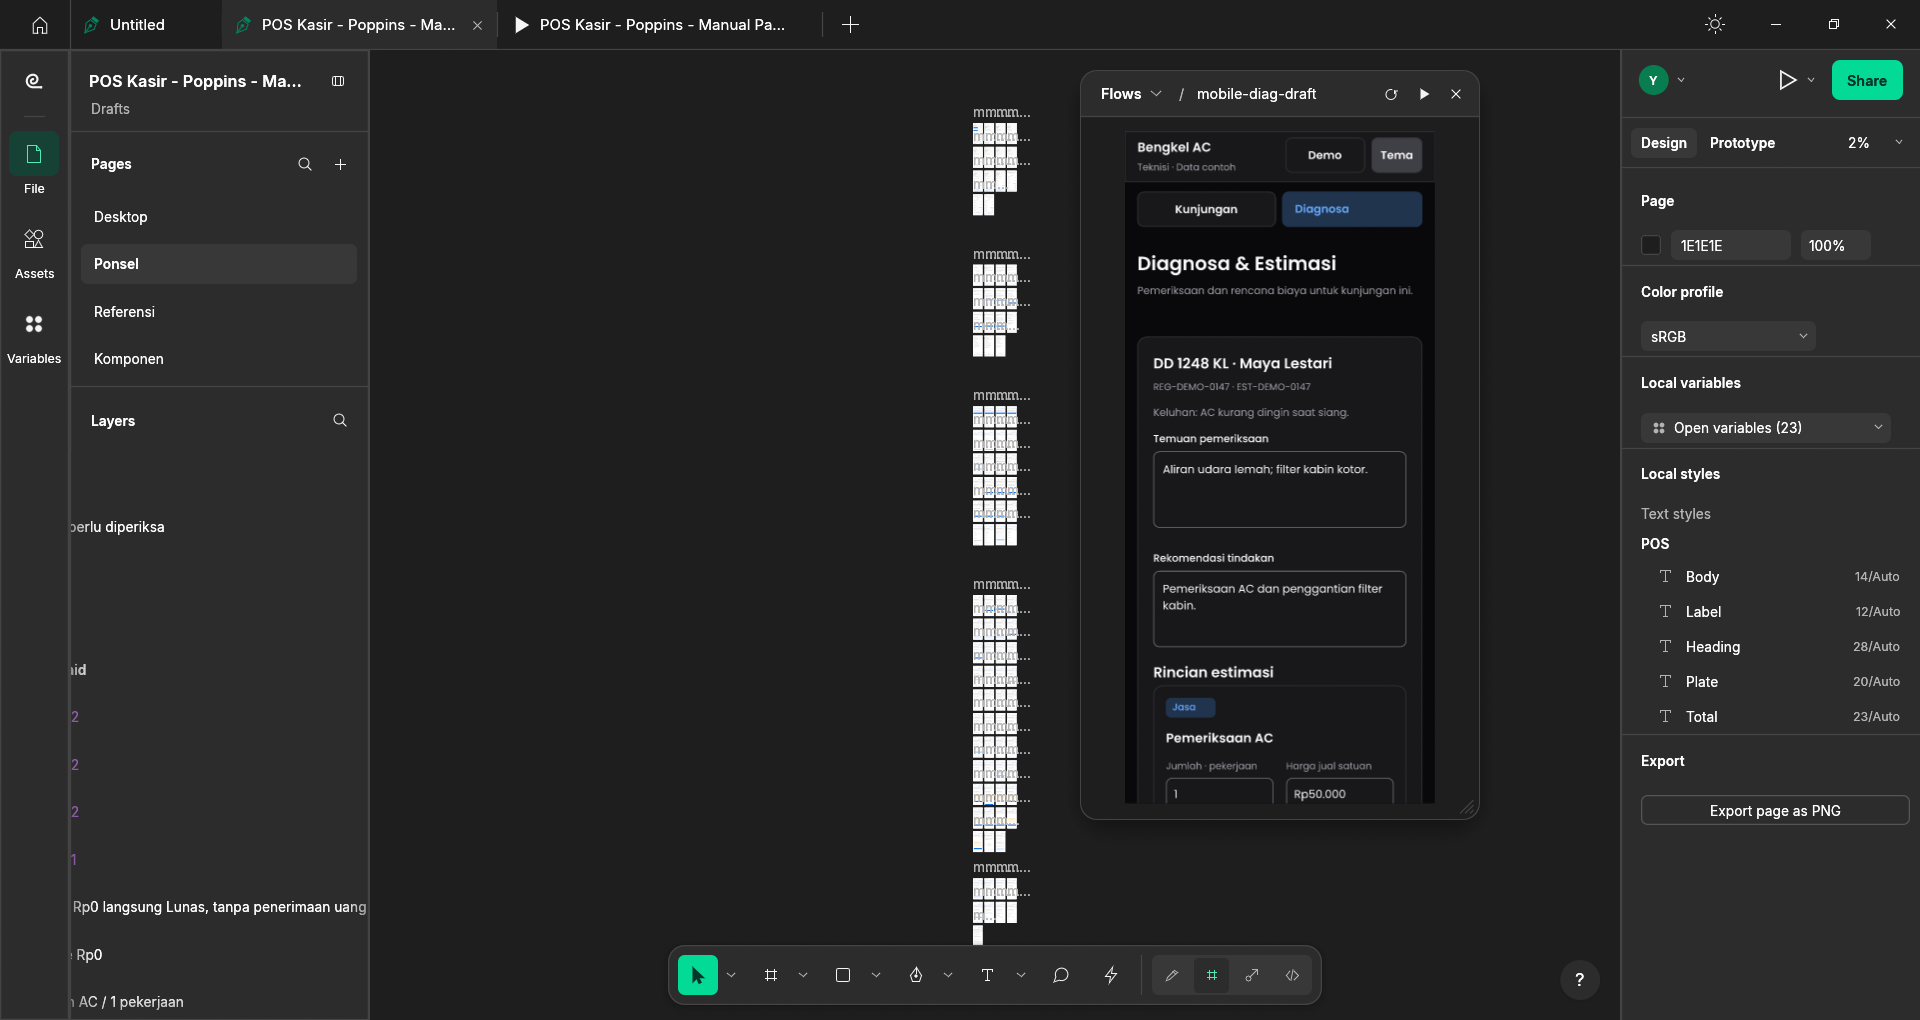 Untitled
POS Kasir - Poppins - Ma...
POS Kasir - Poppins - Manual Pa...
File
Assets
Variables
POS Kasir - Poppins - Ma...
Drafts
Pages
Desktop
Ponsel
Referensi
Komponen
Layers
perlu diperiksa
2
2
2
1
Rp0 langsung Lunas, tanpa penerimaan uang
Rp0
AC / 1 pekerjaan
Flows / mobile-diag-draft
Bengkel AC
Teknisi · Data contoh
Demo
Tema
Kunjungan
Diagnosa
Diagnosa & Estimasi
Pemeriksaan dan rencana biaya untuk kunjungan ini.
DD 1248 KL · Maya Lestari
REG-DEMO-0147 · EST-DEMO-0147
Keluhan: AC kurang dingin saat siang.
Temuan pemeriksaan
Aliran udara lemah; filter kabin kotor.
Rekomendasi tindakan
Pemeriksaan AC dan penggantian filter
kabin.
Rincian estimasi
Jasa
Pemeriksaan AC
Jumlah · pekerjaan
Harga jual satuan
1
Rp50.000
Y
Share
Design
Prototype
2%
Page
1E1E1E
100%
Color profile
sRGB
Local variables
Open variables (23)
Local styles
Text styles
POS
Body 14/Auto
Label 12/Auto
Heading 28/Auto
Plate 20/Auto
Total 23/Auto
Export
Export page as PNG
?